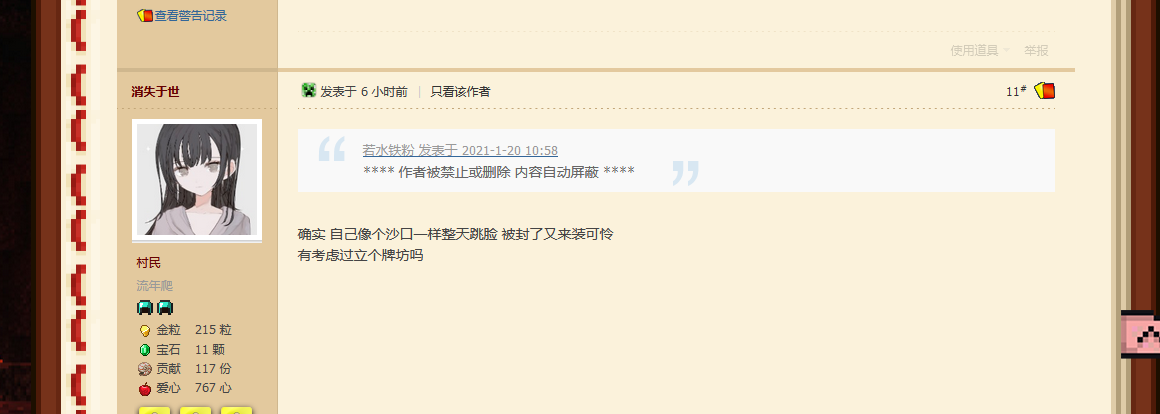 查看警告记录
使用道具
举报
消失于世
发表于 6 小时前 | 只看该作者
11#
若水铁粉 发表于 2021-1-20 10:58
**** 作者被禁止或删除 内容自动屏蔽 ****
确实 自己像个沙口一样整天跳脸 被封了又来装可怜
有考虑过立个牌坊吗
村民
流年爬
金粒 215 粒
宝石 11 颗
贡献 117 份
爱心 767 心